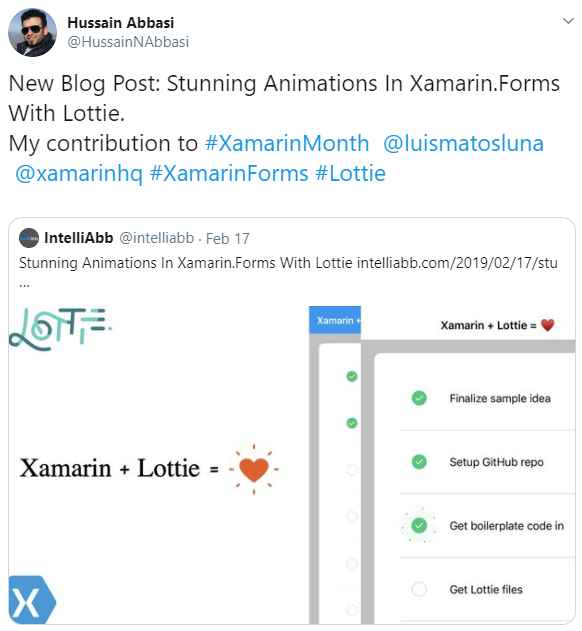 Hussain Abbasi
@HussainNAbbasi
New Blog Post: Stunning Animations In Xamarin.Forms
With Lottie.
My contribution to #XamarinMonth @luismatosluna
@xamarinhq #XamarinForms #Lottie
IntelliAbb @intelliabb · Feb 17
Stunning Animations In Xamarin.Forms With Lottie intelliabb.com/2019/02/17/stu
...
LOTTIE.
Xamarin + Lottie =
X
Xamarin +
Xamarin + Lottie = ❤
Finalize sample idea
Setup GitHub repo
Get boilerplate code in
Get Lottie files